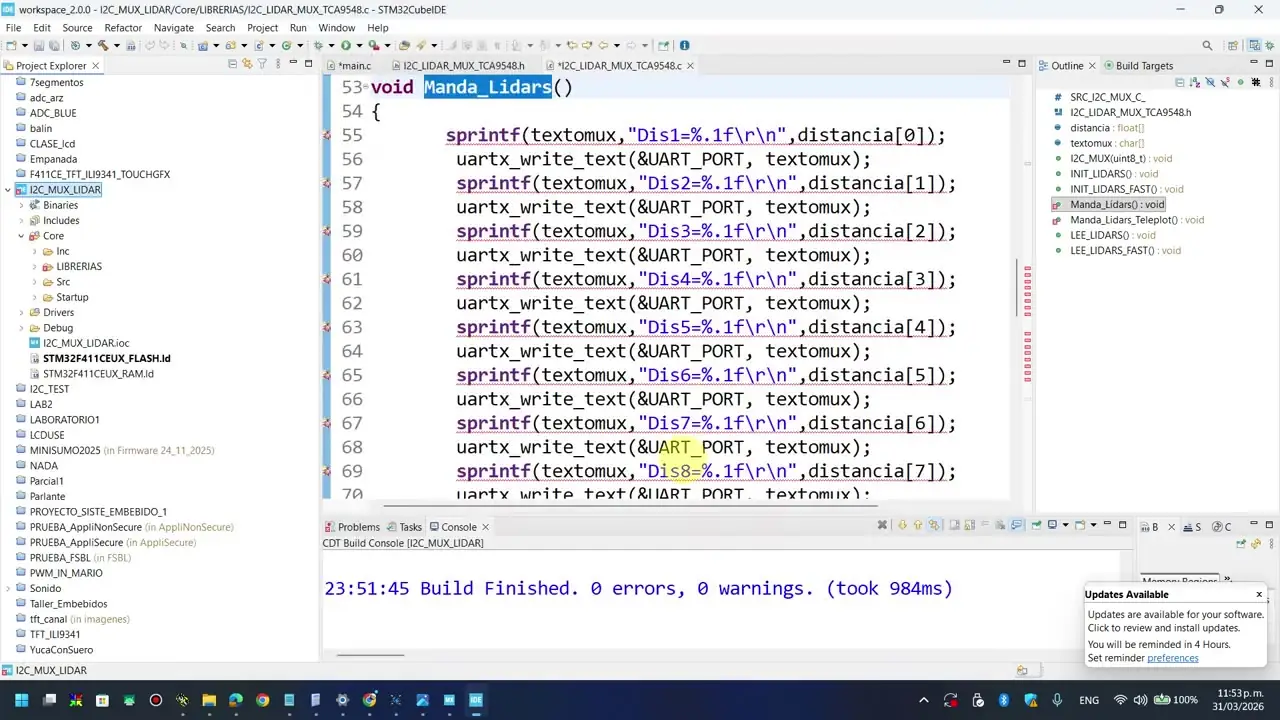 workspace_2.0.0 - I2C_MUX_LIDAR/Core/LIBRERIAS/I2C_LIDAR_MUX_TCA9548.c - STM32CubeIDE
File Edit Source Refactor Navigate Search Project Run Windows Help
Project Explorer
*main.c
I2C_LIDAR_MUX_TCA9548.h
*I2C_LIDAR_MUX_TCA9548.c
Outline
Build Targets
7segmentos
adc_arz
ADC_BLUE
balin
CLASE_lcd
Empanada
F411CE_TFT_ILI9341_TOUCHGFX
I2C_MUX_LIDAR
Binaries
Includes
Core
Inc
LIBRERIAS
Src
Startup
Drivers
Debug
I2C_MUX_LIDAR.ioc
STM32F411CEUX_FLASH.ld
STM32F411CEUX_RAM.ld
I2C_TEST
LAB2
LABORATORIO1
LCDUSE
MINISUMO2025 (in Firmware 24_11_2025)
NADA
Parcial1
Parlante
PROYECTO_SISTE_EMBEBIDO_1
PRUEBA_AppliNonSecure (in AppliNonSecure)
PRUEBA_AppliSecure (in AppliSecure)
PRUEBA_FSBL (in FSBL)
PWM_IN_MARIO
Sonido
Taller_Embebidos
tft_canal (in imagenes)
TFT_ILI9341
YucaConSuero
53 void Manda_Lidars()
54 {
55 sprintf(textomux,"Dis1=%.1f\r\n",distancia[0]);
56 uartx_write_text(&UART_PORT, textomux);
57 sprintf(textomux,"Dis2=%.1f\r\n",distancia[1]);
58 uartx_write_text(&UART_PORT, textomux);
59 sprintf(textomux,"Dis3=%.1f\r\n",distancia[2]);
60 uartx_write_text(&UART_PORT, textomux);
61 sprintf(textomux,"Dis4=%.1f\r\n",distancia[3]);
62 uartx_write_text(&UART_PORT, textomux);
63 sprintf(textomux,"Dis5=%.1f\r\n",distancia[4]);
64 uartx_write_text(&UART_PORT, textomux);
65 sprintf(textomux,"Dis6=%.1f\r\n",distancia[5]);
66 uartx_write_text(&UART_PORT, textomux);
67 sprintf(textomux,"Dis7=%.1f\r\n",distancia[6]);
68 uartx_write_text(&UART_PORT, textomux);
69 sprintf(textomux,"Dis8=%.1f\r\n",distancia[7]);
70 uartx_write_text(&UART_PORT, textomux);
SRC_I2C_MUX_C_
I2C_LIDAR_MUX_TCA9548.h
distancia : float[]
textomux : char[]
I2C_MUX(uint8_t) : void
INIT_LIDARS() : void
INIT_LIDARS_FAST() : void
Manda_Lidars() : void
Manda_Lidars_Teleplot() : void
LEE_LIDARS() : void
LEE_LIDARS_FAST() : void
Problems
Tasks
Console
B
S
C
CDT Build Console [I2C_MUX_LIDAR]
23:51:45 Build Finished. 0 errors, 0 warnings. (took 984ms)
Memory Regions
Updates Available
Updates are available for your software.
Click to review and install updates.
You will be reminded in 4 Hours.
Set reminder preferences
I2C_MUX_LIDAR
IDE
ENG
100%
11:53 p. m.
31/03/2026